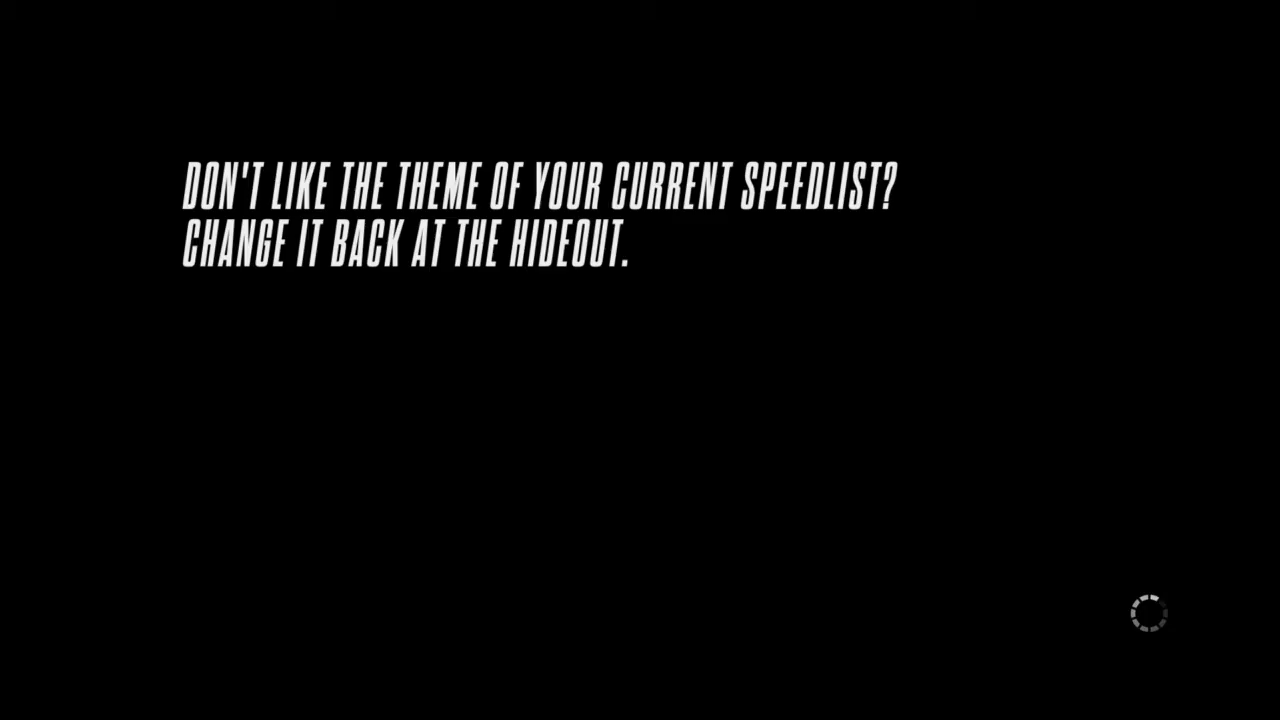 DON'T LIKE THE THEME OF YOUR CURRENT SPEEDLIST?
CHANGE IT BACK AT THE HIDEOUT.